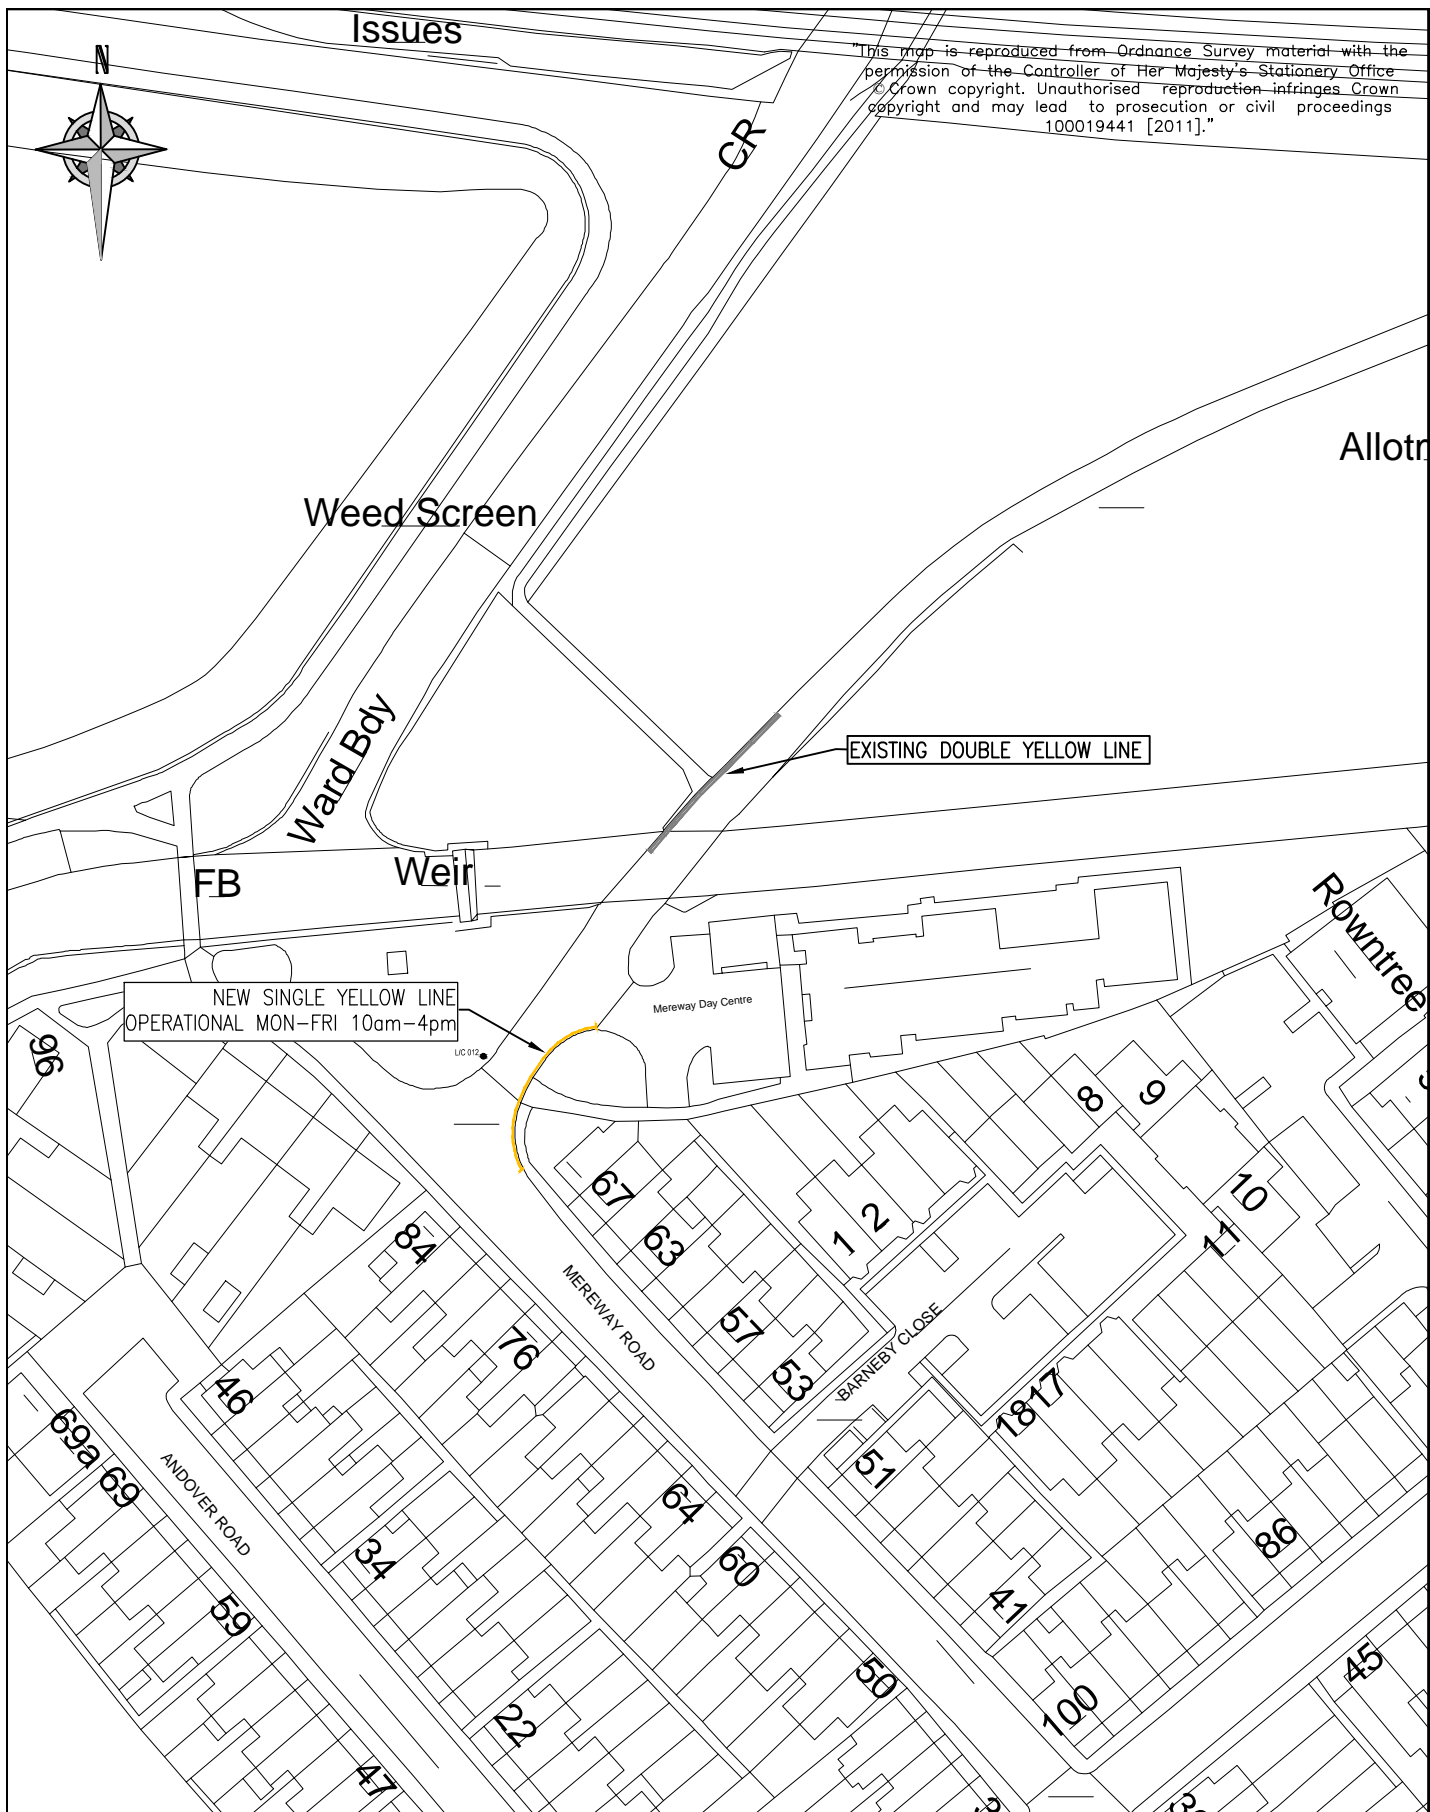 Issues
N
"This map is reproduced from Ordnance Survey material with the
permission of the Controller of Her Majesty's Stationery Office
© Crown copyright. Unauthorised reproduction infringes Crown
copyright and may lead to prosecution or civil proceedings
100019441 [2011]."
CR
Allotr
Weed Screen
Ward Bdy
EXISTING DOUBLE YELLOW LINE
FB
Weir
Rowntree
NEW SINGLE YELLOW LINE
OPERATIONAL MON-FRI 10am-4pm
Mereway Day Centre
L/C 012
96
8
9
67
63
57
53
1
2
10
11
84
76
MEREWAY ROAD
BARNEBY CLOSE
46
69a
69
ANDOVER ROAD
1817
51
64
60
34
86
41
59
50
45
100
22
47